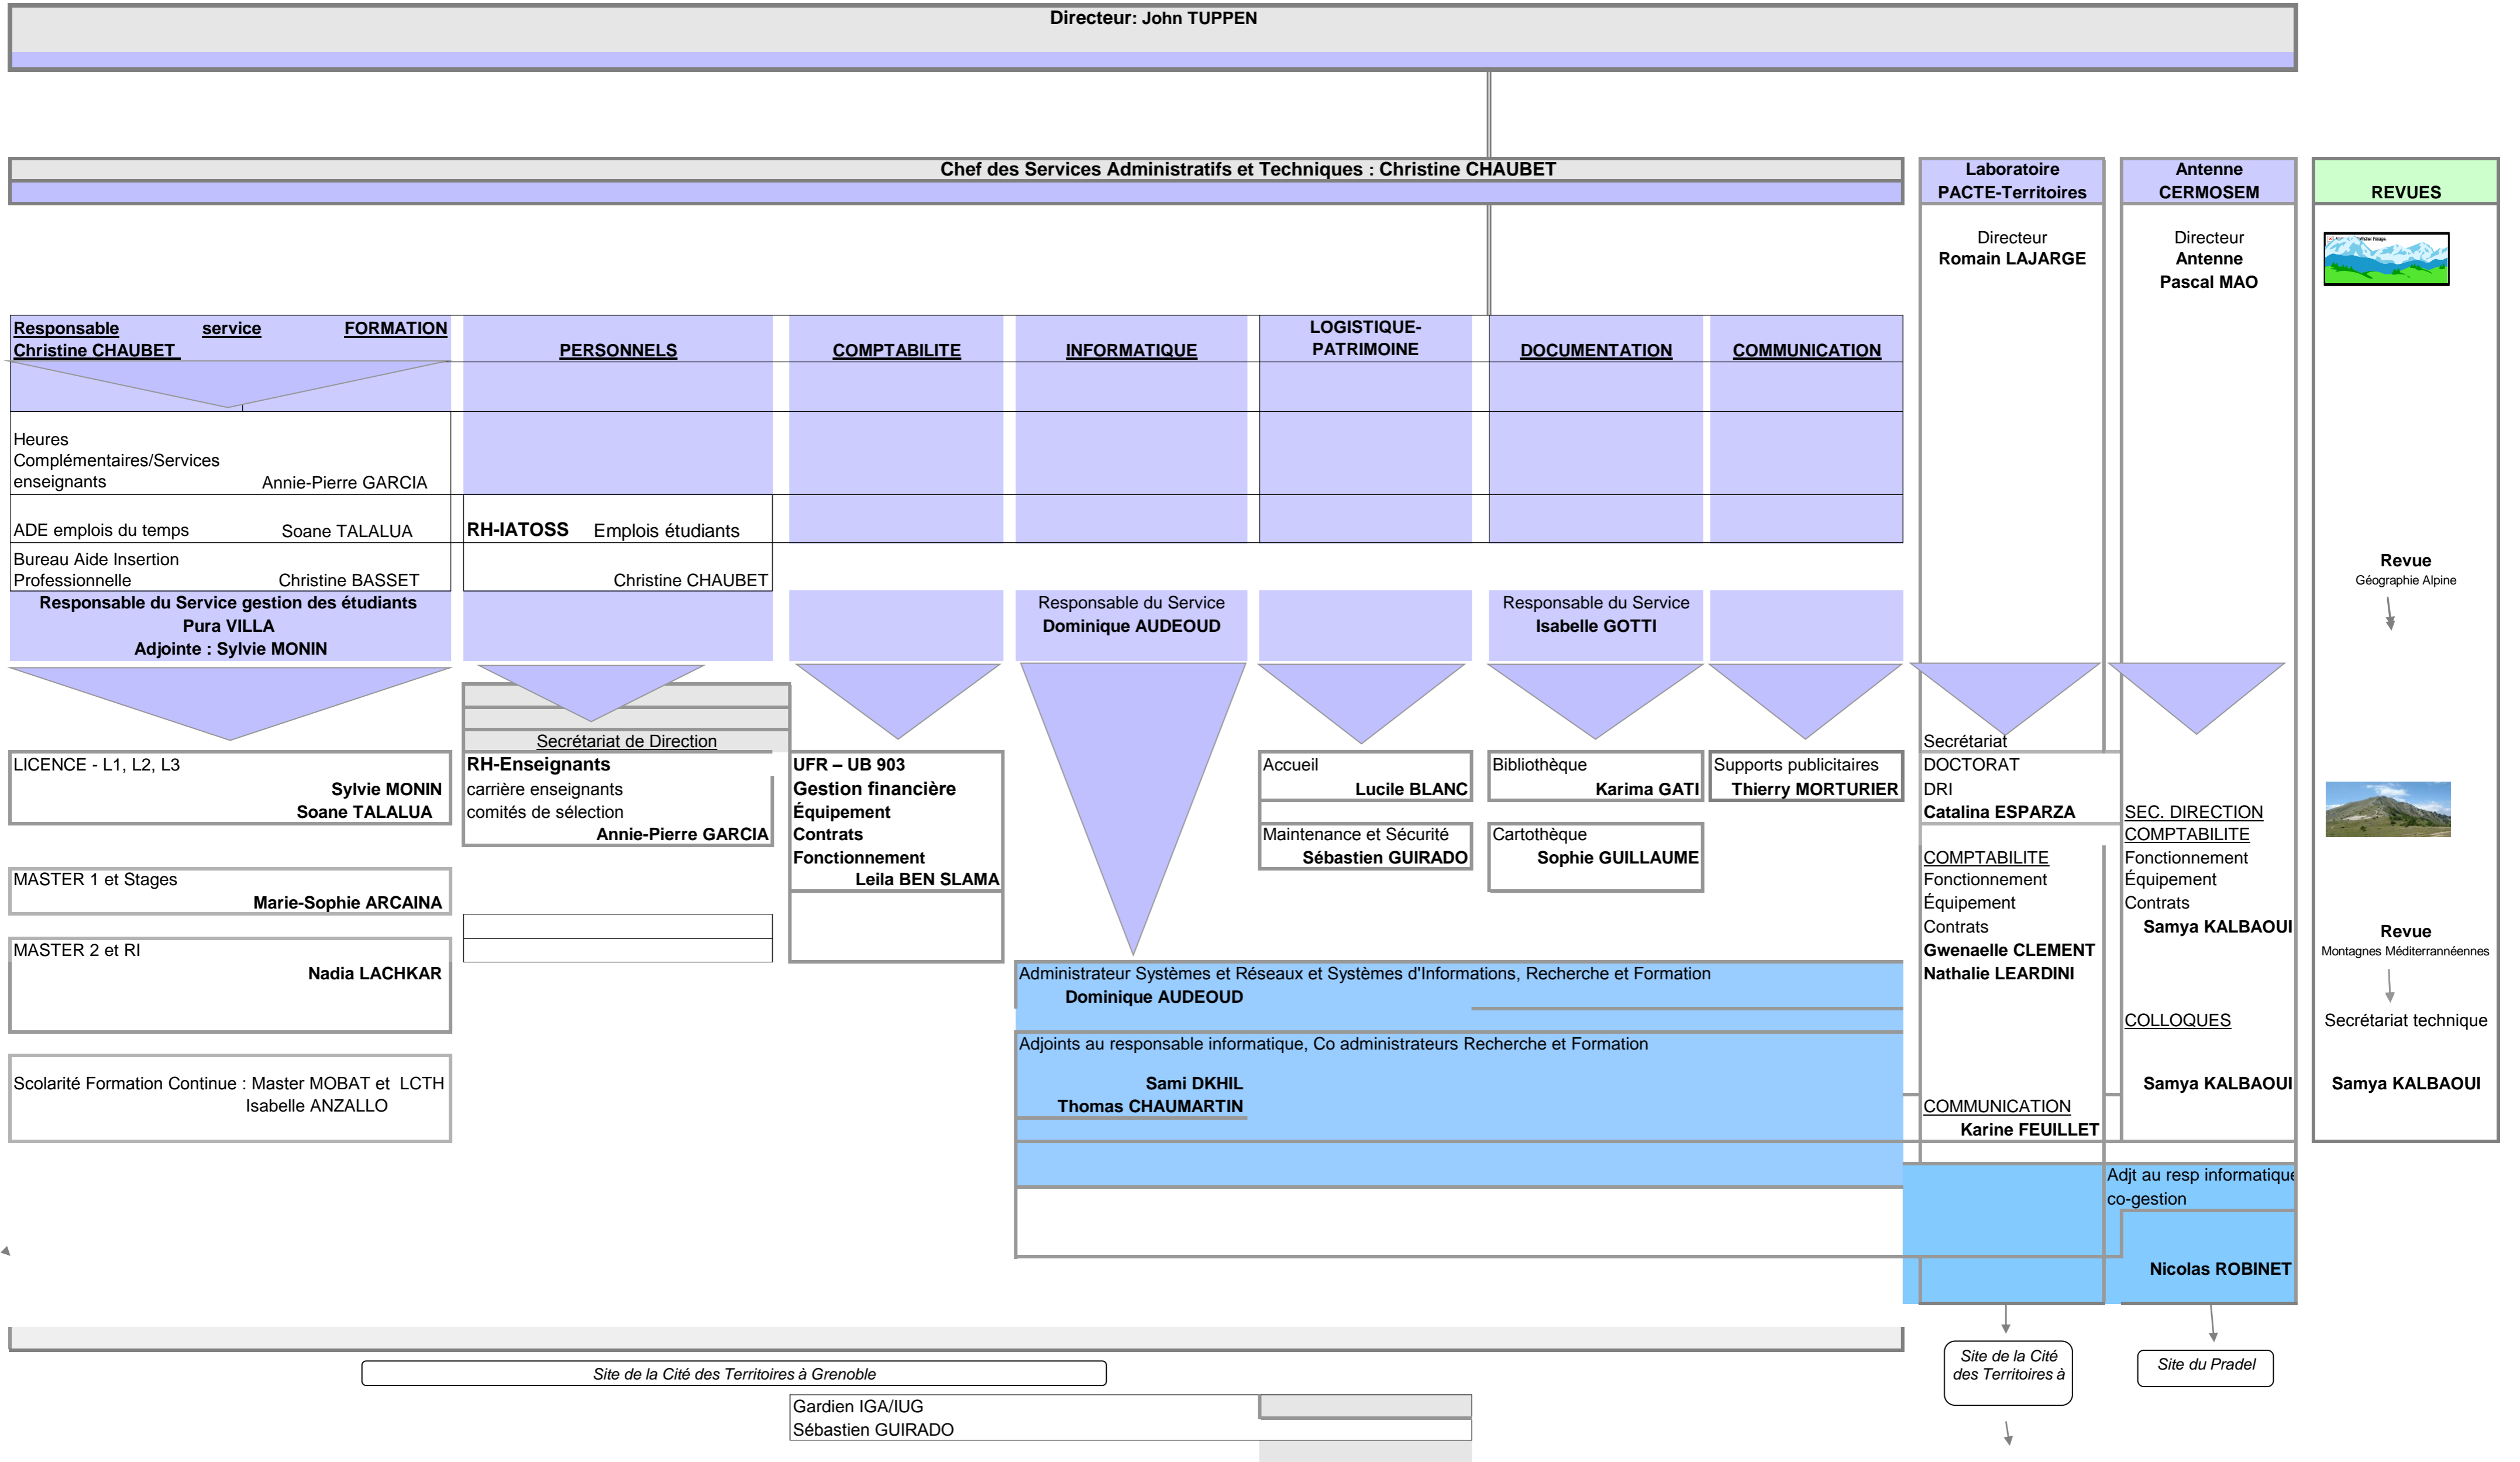 Directeur: John TUPPEN
Chef des Services Administratifs et Techniques : Christine CHAUBET
Laboratoire
PACTE-Territoires
Antenne
CERMOSEM
REVUES
Directeur
Romain LAJARGE
Directeur
Antenne
Pascal MAO
Responsable service FORMATION
Christine CHAUBET
PERSONNELS
COMPTABILITE
INFORMATIQUE
LOGISTIQUE-
PATRIMOINE
DOCUMENTATION
COMMUNICATION
Heures
Complémentaires/Services
enseignants Annie-Pierre GARCIA
ADE emplois du temps Soane TALALUA
RH-IATOSS Emplois étudiants
Bureau Aide Insertion
Professionnelle Christine BASSET
Christine CHAUBET
Revue
Géographie Alpine
Responsable du Service gestion des étudiants
Pura VILLA
Adjointe : Sylvie MONIN
Responsable du Service
Dominique AUDEOUD
Responsable du Service
Isabelle GOTTI
LICENCE - L1, L2, L3
Sylvie MONIN
Soane TALALUA
MASTER 1 et Stages
Marie-Sophie ARCAINA
MASTER 2 et RI
Nadia LACHKAR
Scolarité Formation Continue : Master MOBAT et LCTH
Isabelle ANZALLO
Secrétariat de Direction
RH-Enseignants
carrière enseignants
comités de sélection
Annie-Pierre GARCIA
UFR – UB 903
Gestion financière
Équipement
Contrats
Fonctionnement
Leila BEN SLAMA
Accueil
Lucile BLANC
Maintenance et Sécurité
Sébastien GUIRADO
Bibliothèque
Karima GATI
Cartothèque
Sophie GUILLAUME
Supports publicitaires
Thierry MORTURIER
Administrateur Systèmes et Réseaux et Systèmes d'Informations, Recherche et Formation
Dominique AUDEOUD
Adjoints au responsable informatique, Co administrateurs Recherche et Formation
Sami DKHIL
Thomas CHAUMARTIN
Secrétariat
DOCTORAT
DRI
Catalina ESPARZA
COMPTABILITE
Fonctionnement
Équipement
Contrats
Gwenaelle CLEMENT
Nathalie LEARDINI
COMMUNICATION
Karine FEUILLET
SEC. DIRECTION
COMPTABILITE
Fonctionnement
Équipement
Contrats
Samya KALBAOUI
COLLOQUES
Samya KALBAOUI
Adjt au resp informatique
co-gestion
Nicolas ROBINET
Revue
Montagnes Méditerrannéennes
Secrétariat technique
Samya KALBAOUI
Site de la Cité des Territoires à Grenoble
Site de la Cité
des Territoires à
Site du Pradel
Gardien IGA/IUG
Sébastien GUIRADO